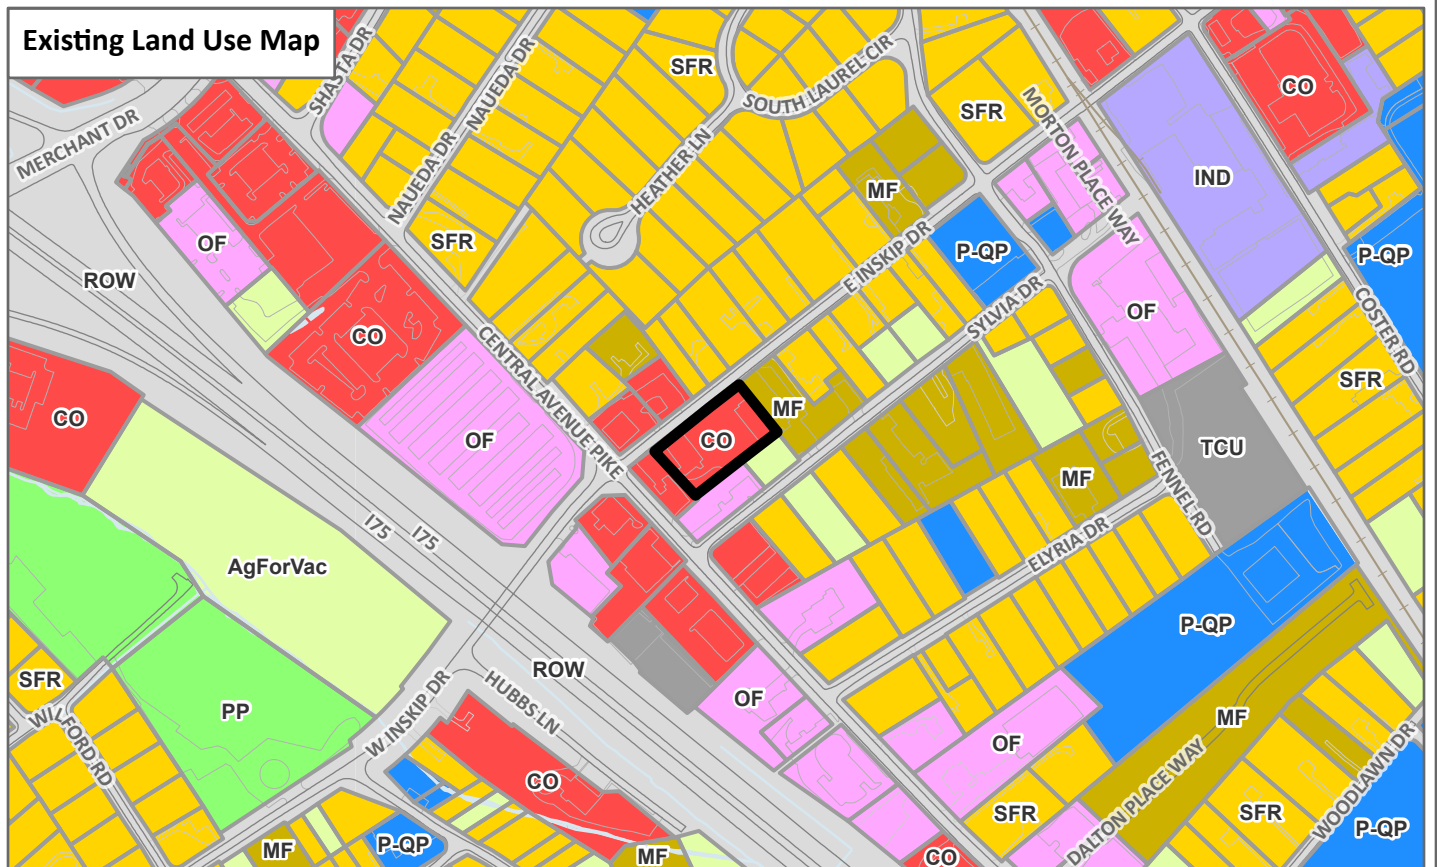 Existing Land Use Map
SHASTA DR
NAUEDA DR
SFR
SOUTH LAUREL CIR
SFR
MORTON PLACE WAY
CO
MERCHANT DR
NAUEDA DR
HEATHER LN
MF
IND
OF
SFR
E INSKIP DR
P-QP
P-QP
ROW
CENTRAL AVENUE PIKE
SYLVIA DR
OF
COSTER RD
CO
SFR
CO
OF
CO
MF
TCU
MF
FENNEL RD
I75
I75
ELYRIA DR
AgForVac
P-QP
SFR
ROW
WILFORD RD
PP
W INSKIP DR
HUBBS LN
OF
MF
OF
CO
SFR
DALTON PLACE WAY
SFR
WOODLAWN DR
MF
P-QP
MF
CO
P-QP